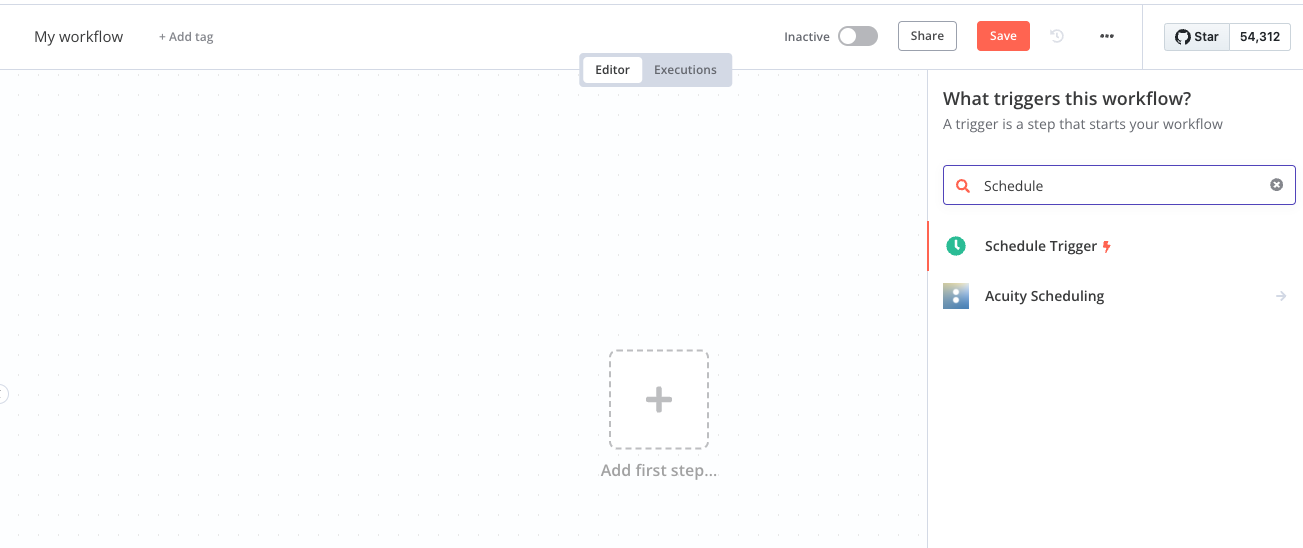 My workflow
+ Add tag
Inactive
Share
Save
Star
54,312
Editor
Executions
What triggers this workflow?
A trigger is a step that starts your workflow
Schedule
Schedule Trigger
Acuity Scheduling
Add first step...